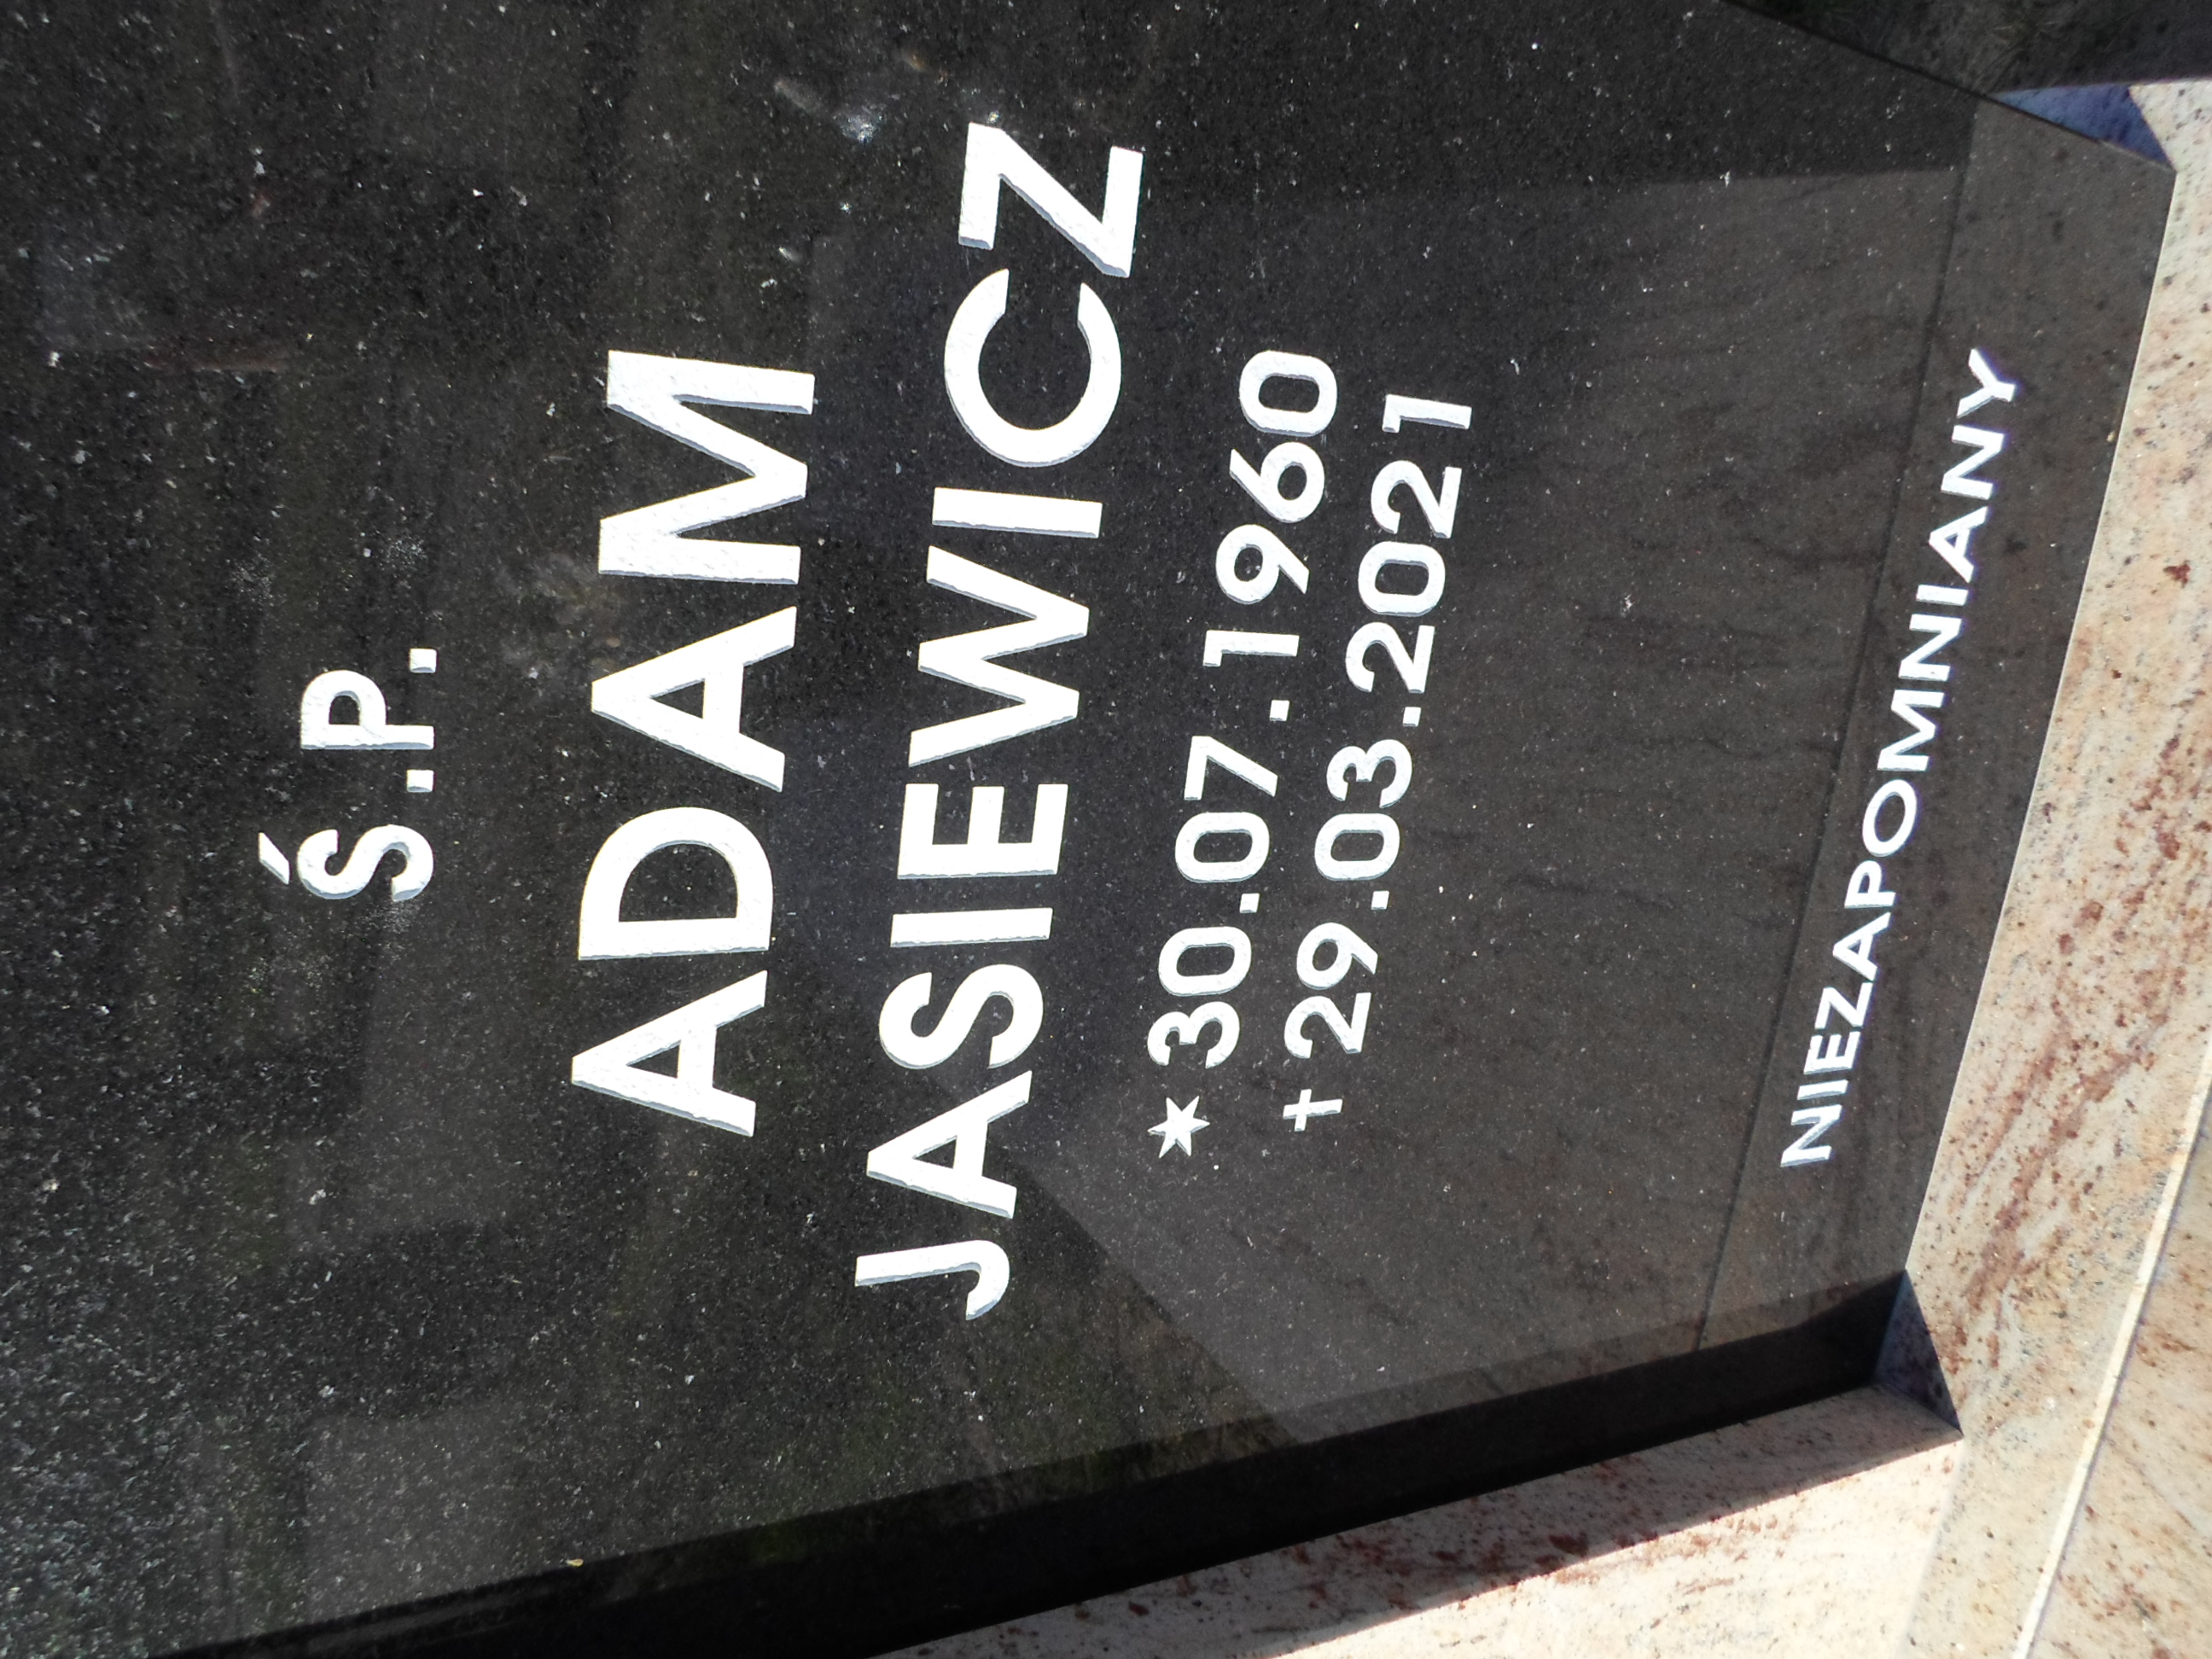 Ś.P.
ADAM
JASIEWICZ
* 30.07.1960
† 29.03.2021
NIEZAPOMNIANY